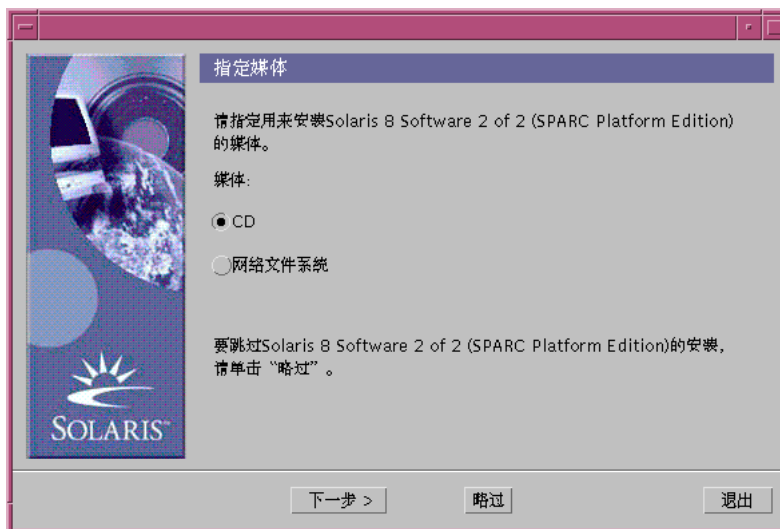 指定媒体
请指定用来安装Solaris 8 Software 2 of 2 (SPARC Platform Edition)
的媒体。
媒体:
CD
网络文件系统
要跳过Solaris 8 Software 2 of 2 (SPARC Platform Edition)的安装,
请单击“略过”。
SOLARIS™
下一步 >
略过
退出